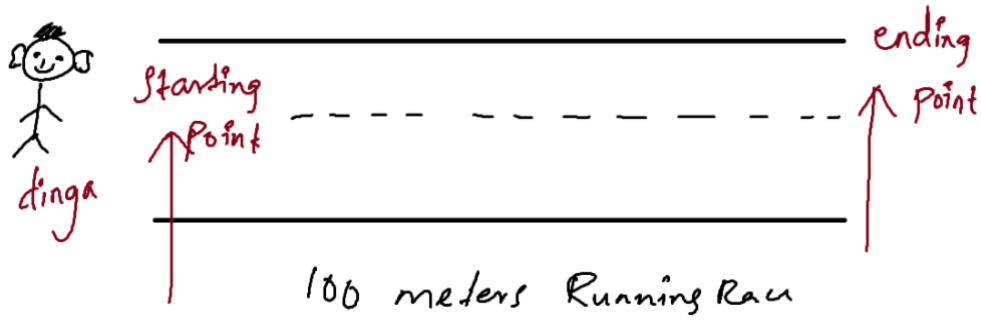 starting
point
ending
point
dinga
100 meters Running Race